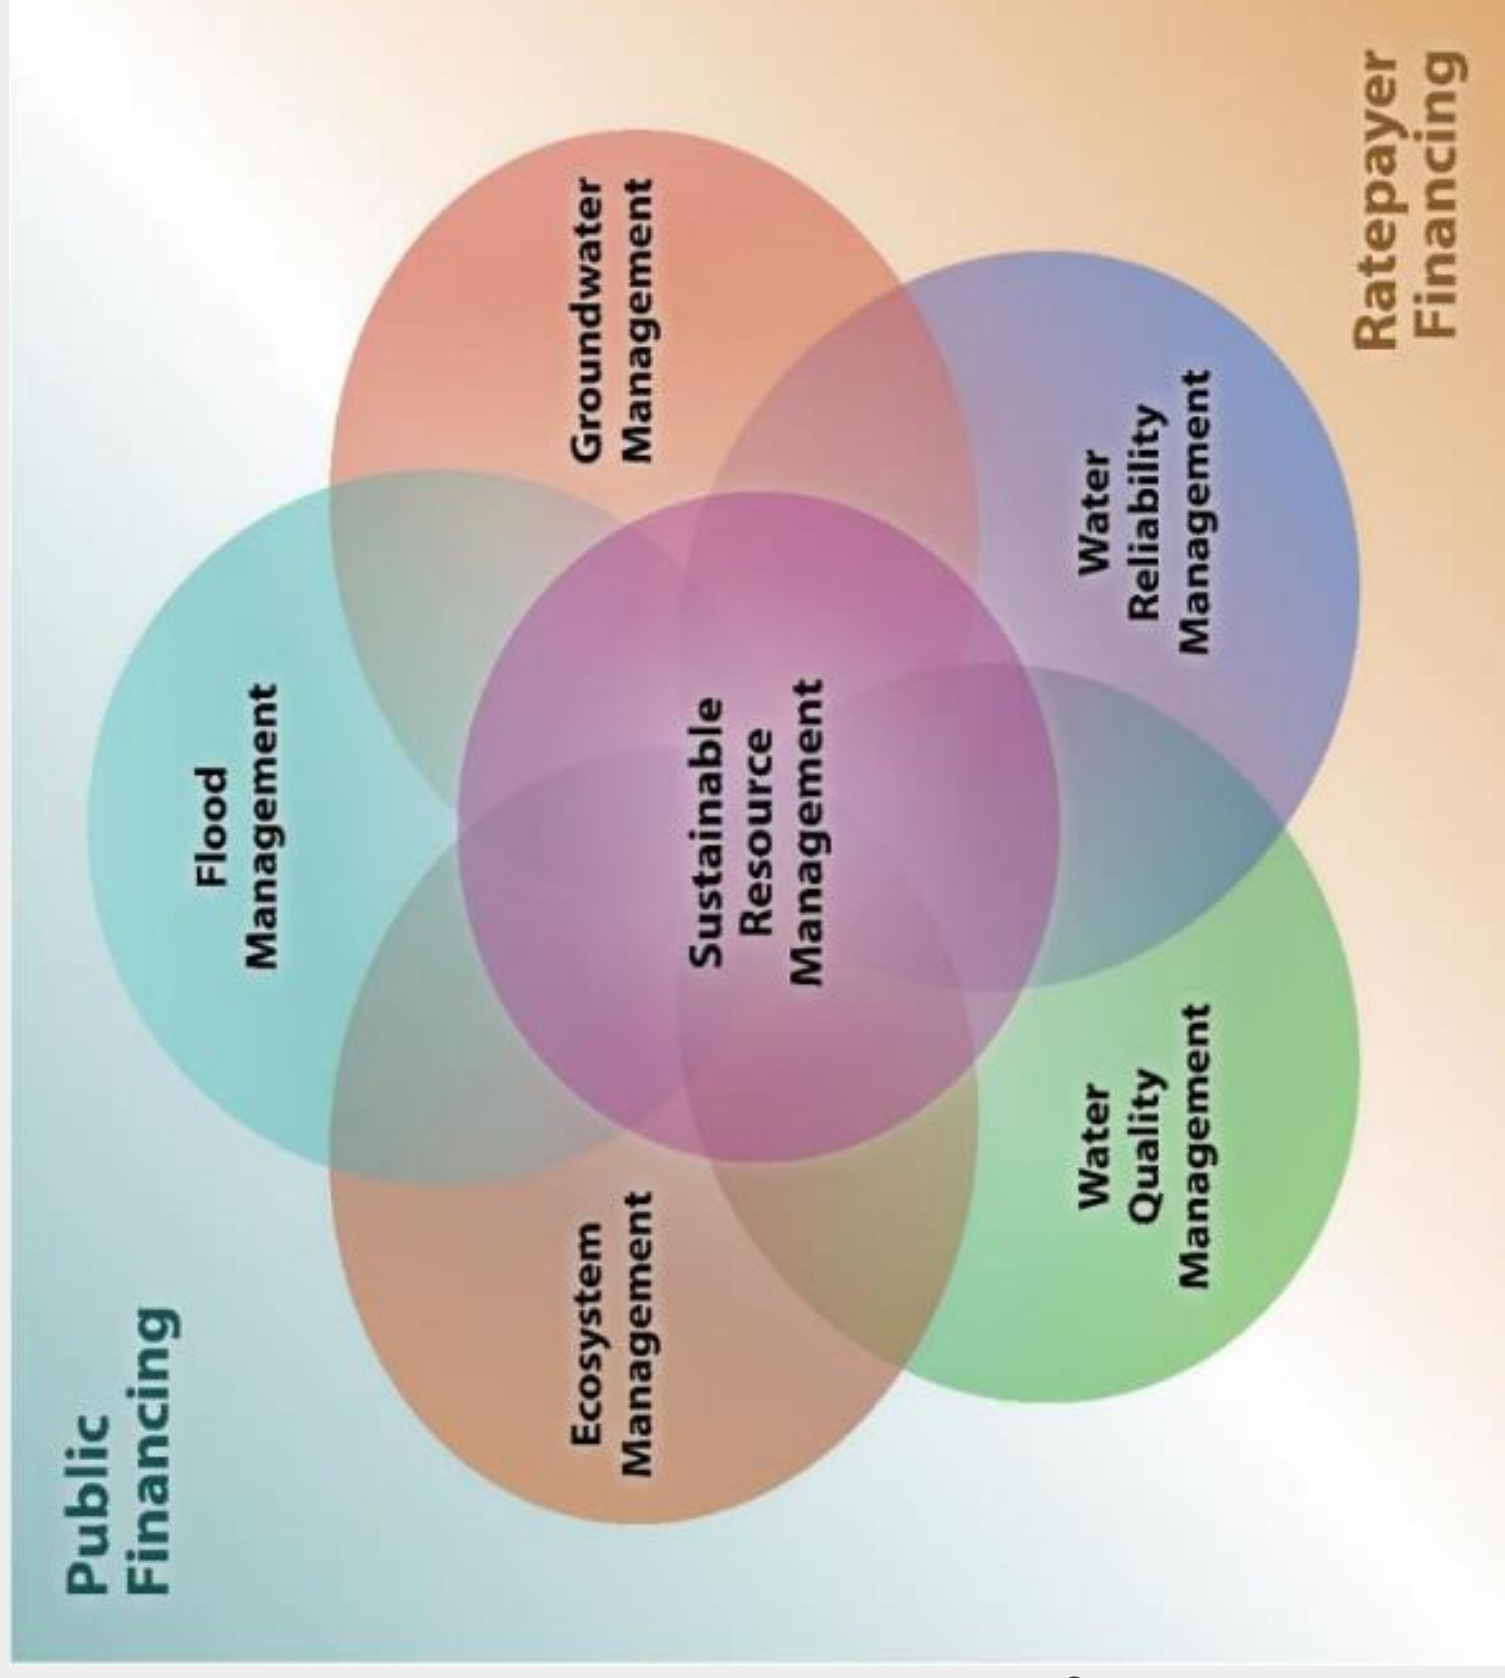 Public
Financing
Flood
Management
Ecosystem
Management
Groundwater
Management
Sustainable
Resource
Management
Water
Quality
Management
Water
Reliability
Management
Ratepayer
Financing